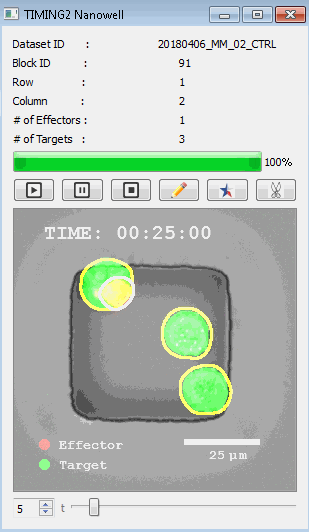 TIMING2 Nanowell
Dataset ID : 20180406_MM_02_CTRL
Block ID : 91
Row : 1
Column : 2
# of Effectors : 1
# of Targets : 3
100%
TIME: 00:25:00
Effector
Target
25 µm
5 t